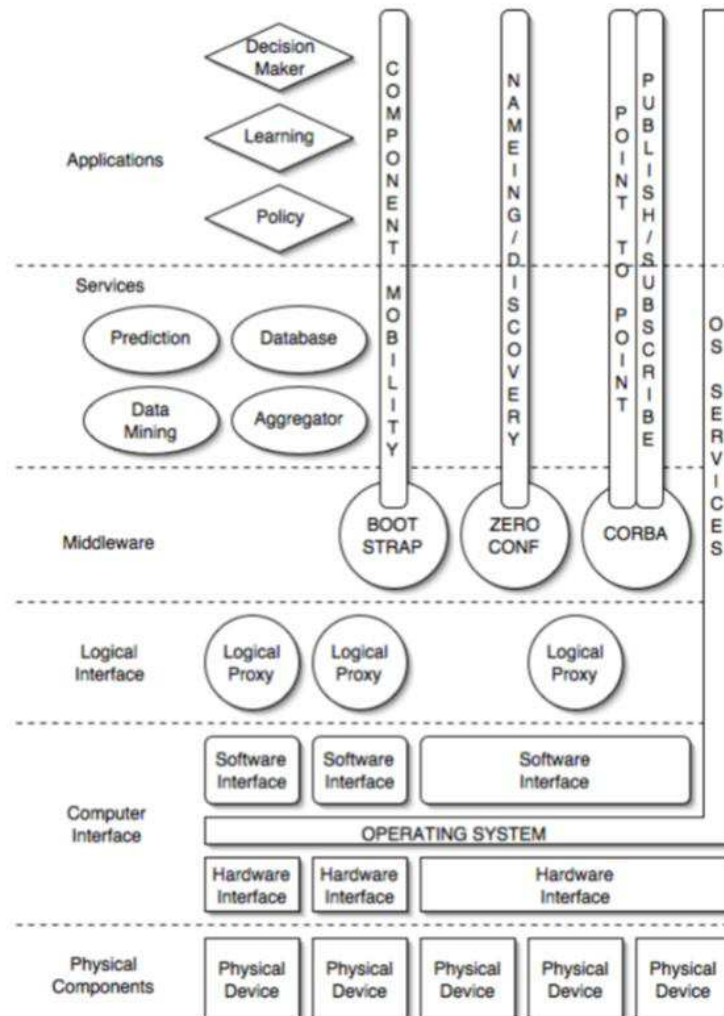 Applications
Decision
Maker
Learning
Policy
COMPONENT MOBILITY
NAMEING/DISCOVERY
POINT TO POINT
PUBLISH/SUBSCRIBE
OS SERVICES
Services
Prediction
Database
Data
Mining
Aggregator
Middleware
BOOT
STRAP
ZERO
CONF
CORBA
Logical
Interface
Logical
Proxy
Logical
Proxy
Logical
Proxy
Computer
Interface
Software
Interface
Software
Interface
Software
Interface
OPERATING SYSTEM
Hardware
Interface
Hardware
Interface
Hardware
Interface
Physical
Components
Physical
Device
Physical
Device
Physical
Device
Physical
Device
Physical
Device